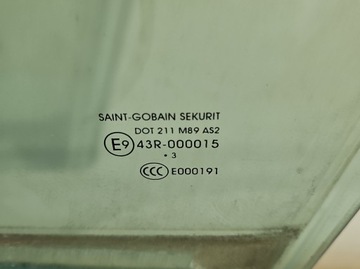 SAINT-GOBAIN SEKURIT
DOT 211 M89 AS2
E9 43R-000015
• 3
CCC E000191